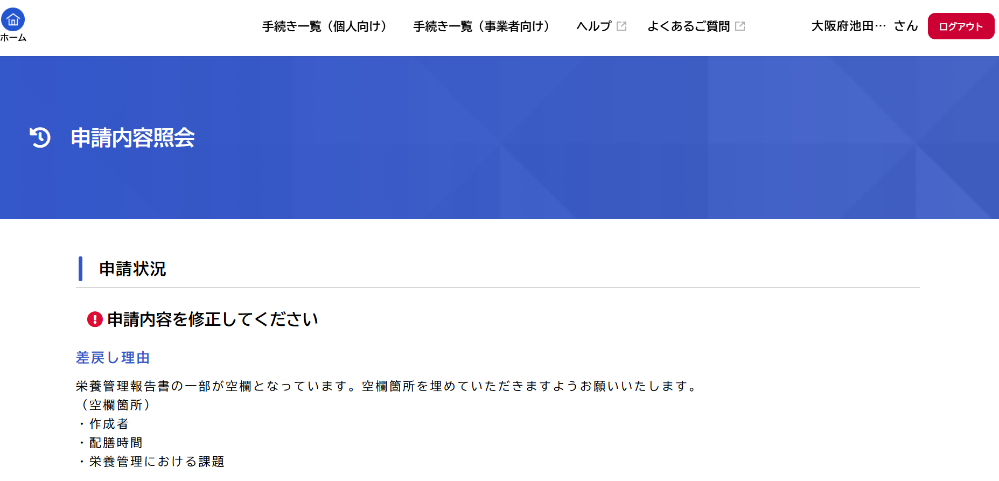 ホーム
手続き一覧（個人向け）
手続き一覧（事業者向け）
ヘルプ
よくあるご質問
大阪府池田… さん
ログアウト
申請内容照会
申請状況
申請内容を修正してください
差戻し理由
栄養管理報告書の一部が空欄となっています。空欄箇所を埋めていただきますようお願いいたします。
（空欄箇所）
・作成者
・配膳時間
・栄養管理における課題